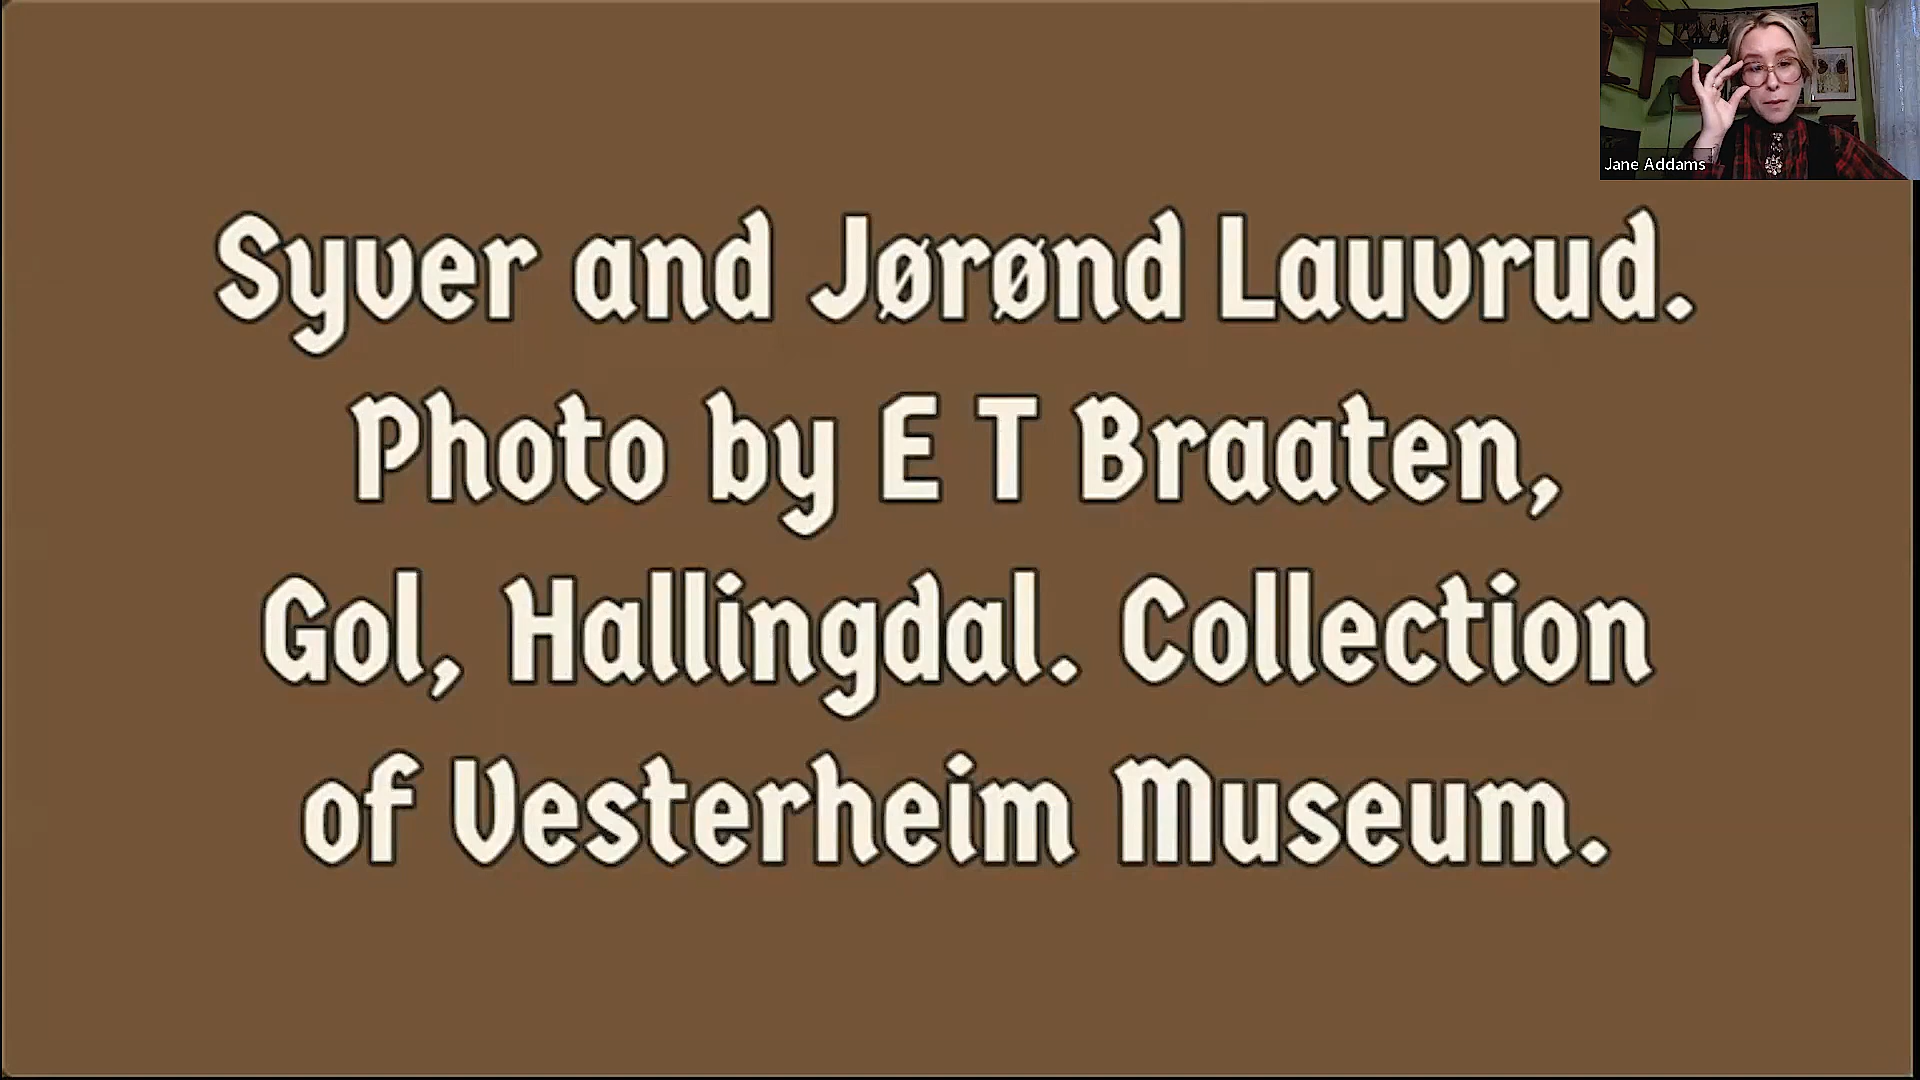 Jane Addams
Syver and Jørønd Lauvrud.
Photo by E T Braaten,
Gol, Hallingdal. Collection
of Vesterheim Museum.